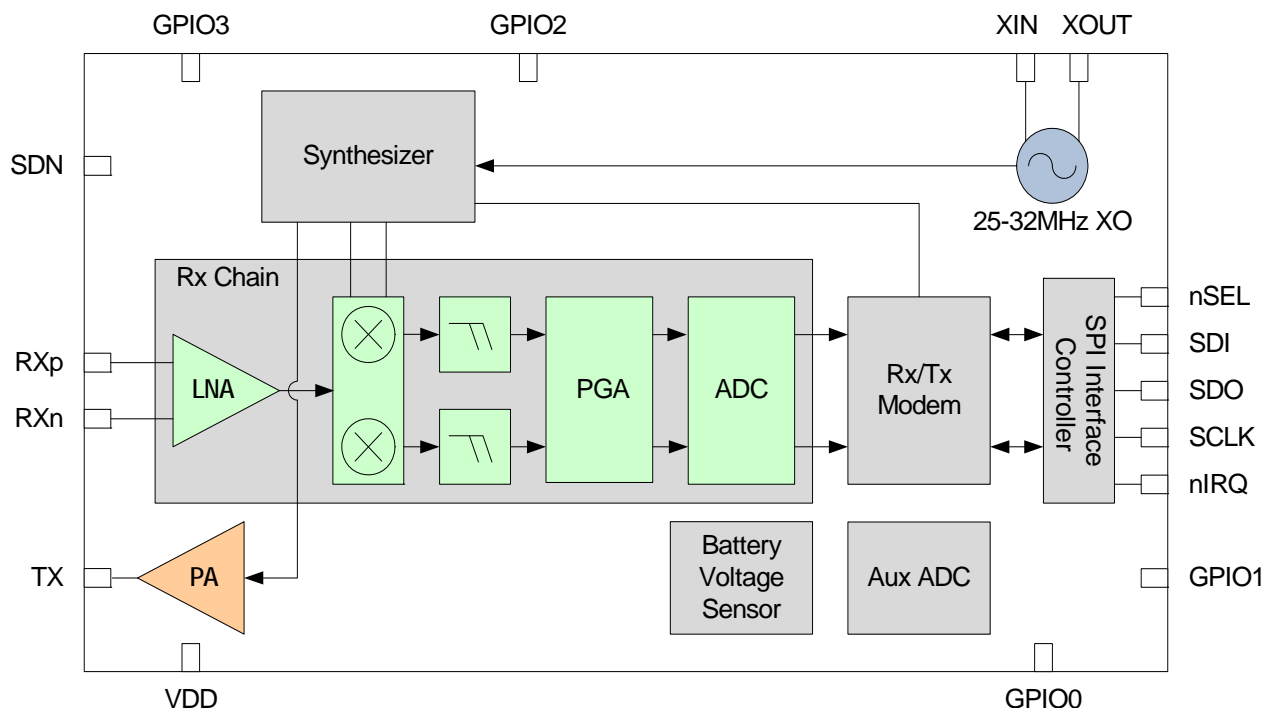 GPIO3
GPIO2
XIN
XOUT
Synthesizer
SDN
25-32MHz XO
Rx Chain
nSEL
SDI
SDO
SCLK
nIRQ
SPI Interface
Controller
RXp
RXn
LNA
PGA
ADC
Rx/Tx
Modem
TX
PA
Battery
Voltage
Sensor
Aux ADC
GPIO1
VDD
GPIO0